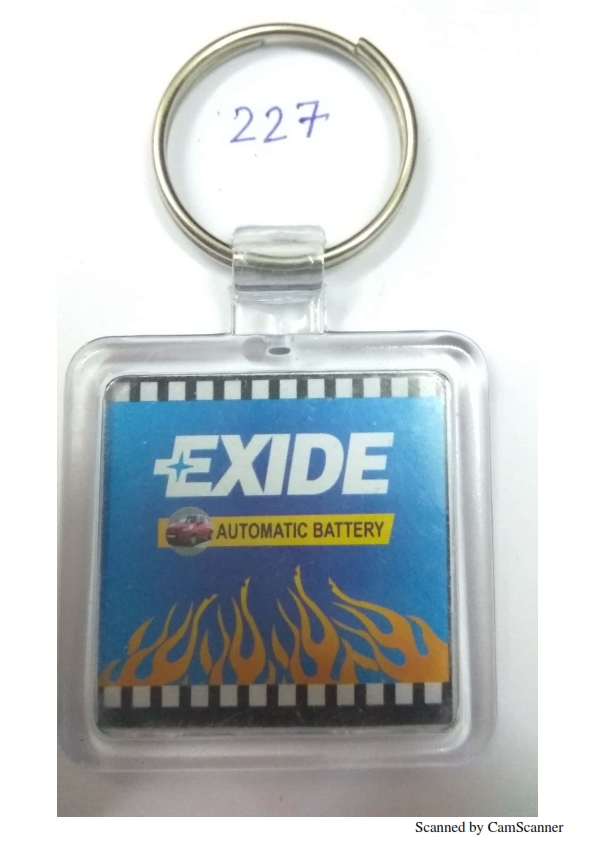 227
EXIDE
AUTOMATIC BATTERY
Scanned by CamScanner